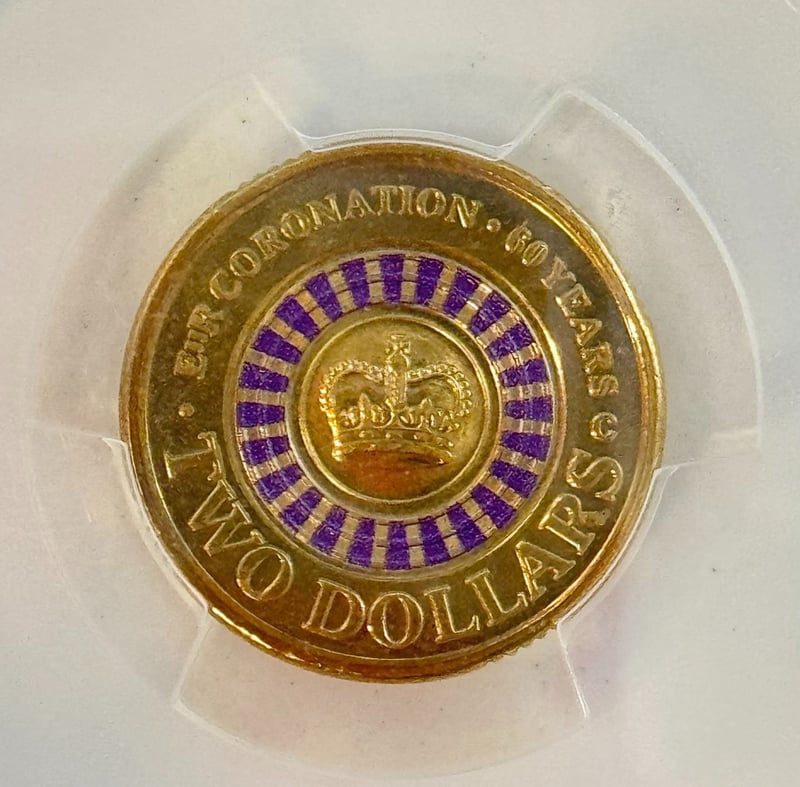 • EIIR CORONATION • 60 YEARS C
TWO DOLLARS